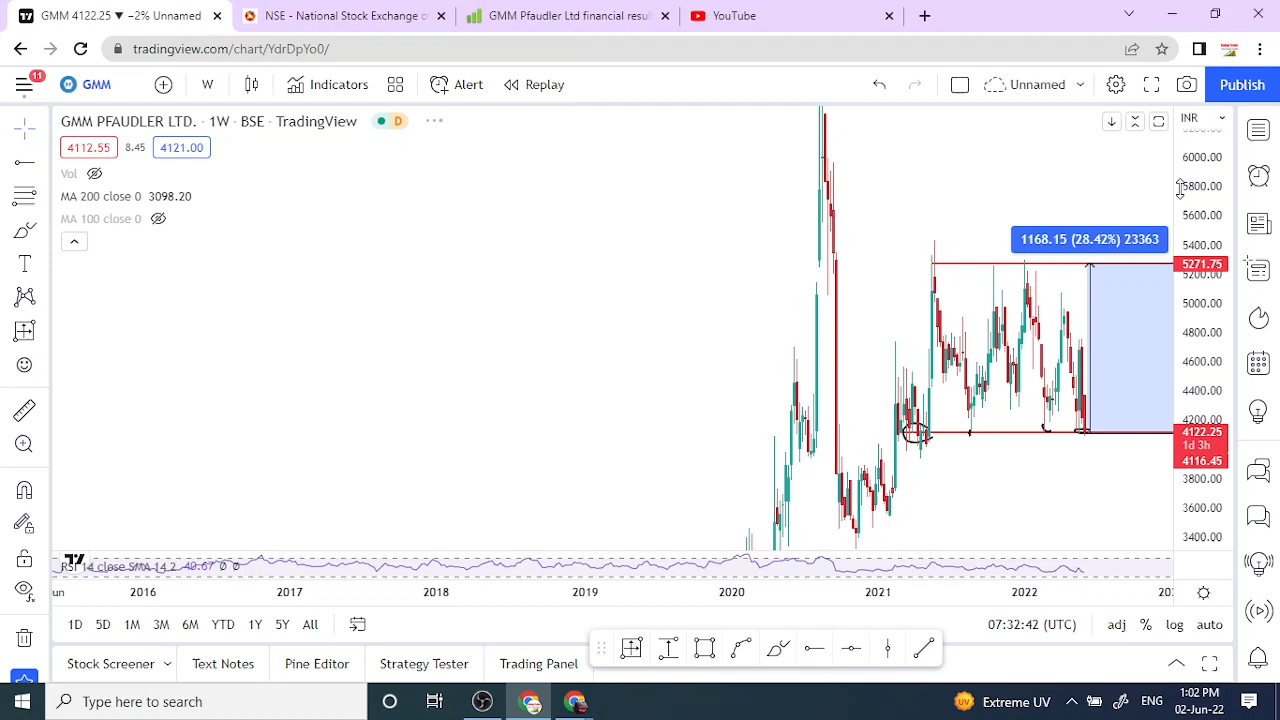 GMM 4122.25 ▼ −2% Unnamed
NSE - National Stock Exchange o
GMM Pfaudler Ltd financial resul
YouTube
tradingview.com/chart/YdrDpYo0/
11
GMM
W
Indicators
Alert
Replay
Unnamed
Publish
GMM PFAUDLER LTD. · 1W · BSE · TradingView
D
INR
4112.55
8.45
4121.00
Vol
MA 200 close 0 3098.20
MA 100 close 0
6000.00
5800.00
5600.00
1168.15 (28.42%) 23363
5400.00
5271.75
5200.00
5000.00
4800.00
4600.00
4400.00
4200.00
4122.25
1d 3h
4116.45
3800.00
3600.00
3400.00
RSI 14 close SMA 14 2 40.67 0 0
2016
2017
2018
2019
2020
2021
2022
1D
5D
1M
3M
6M
YTD
1Y
5Y
All
07:32:42 (UTC)
adj
%
log
auto
Stock Screener
Text Notes
Pine Editor
Strategy Tester
Trading Panel
Type here to search
Extreme UV
ENG
1:02 PM
02-Jun-22